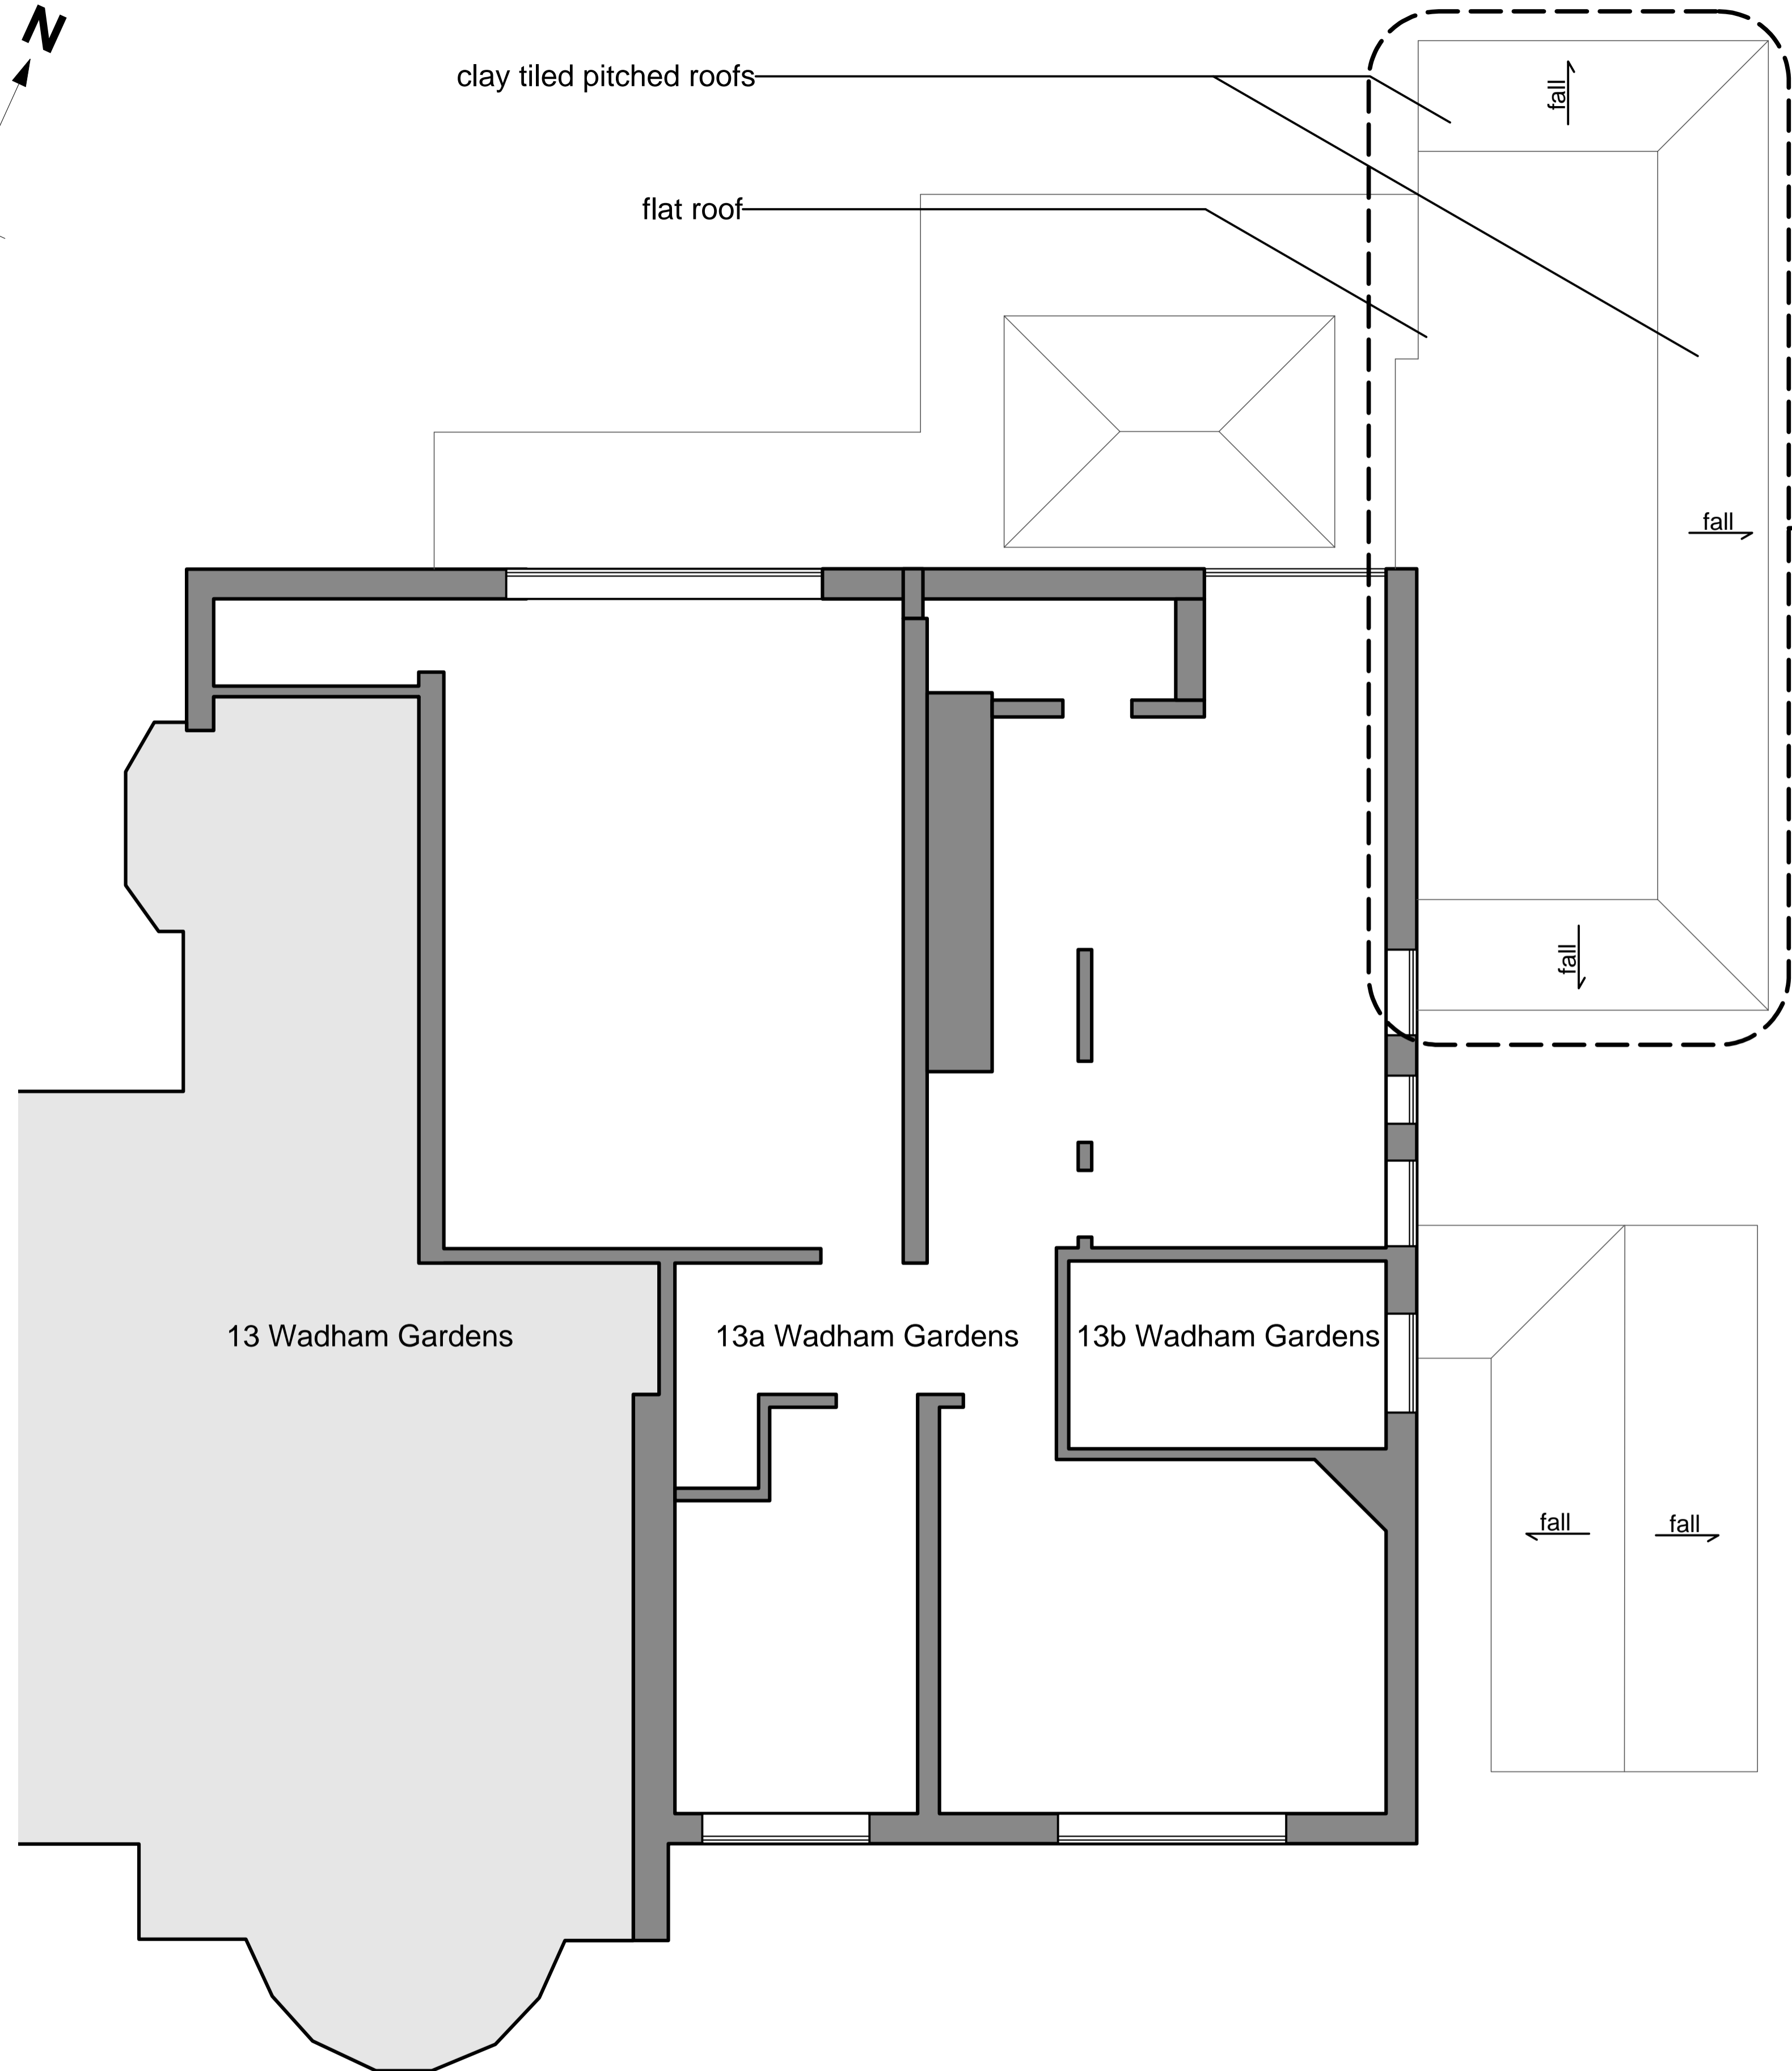 N
clay tiled pitched roofs
fall
flat roof
fall
fall
13 Wadham Gardens
13a Wadham Gardens
13b Wadham Gardens
fall
fall